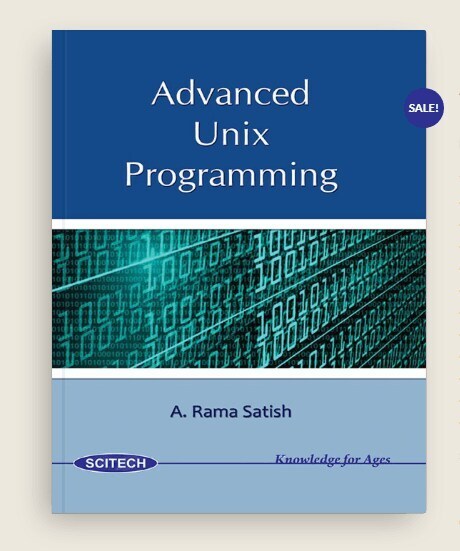 Advanced
Unix
Programming
SALE!
A. Rama Satish
SCITECH
Knowledge for Ages